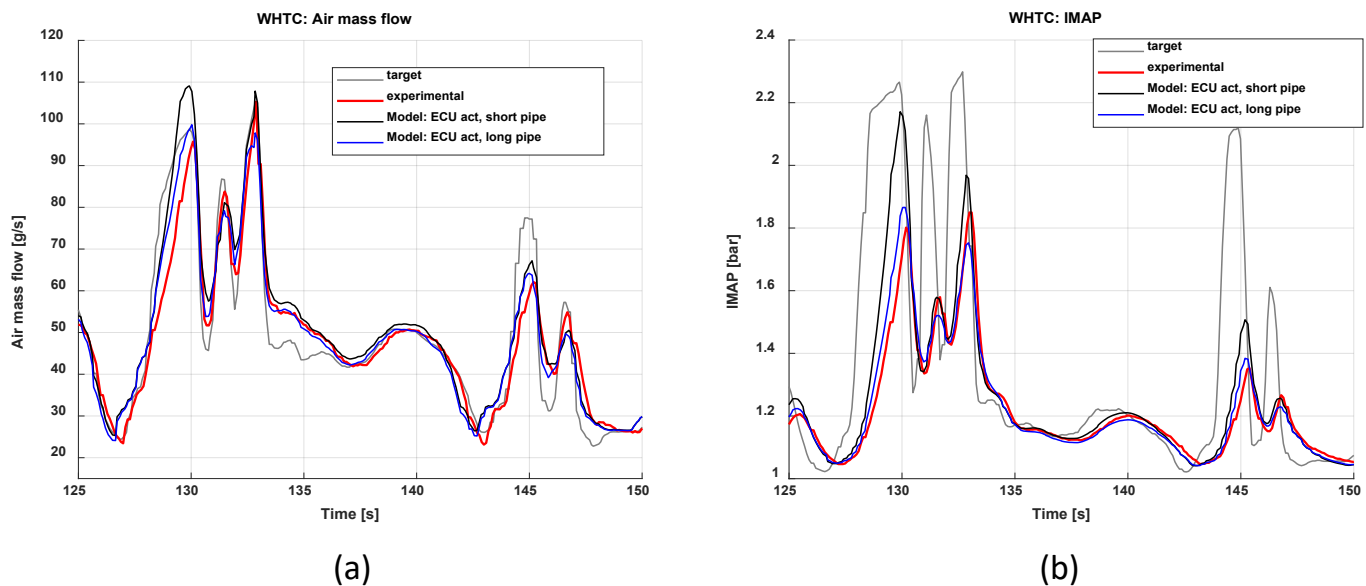 WHTC: Air mass flow
Air mass flow [g/s]
120
110
100
90
80
70
60
50
40
30
20
target
experimental
Model: ECU act, short pipe
Model: ECU act, long pipe
125
130
135
140
145
150
Time [s]
(a)
WHTC: IMAP
IMAP [bar]
2.4
2.2
2
1.8
1.6
1.4
1.2
1
target
experimental
Model: ECU act, short pipe
Model: ECU act, long pipe
125
130
135
140
145
150
Time [s]
(b)